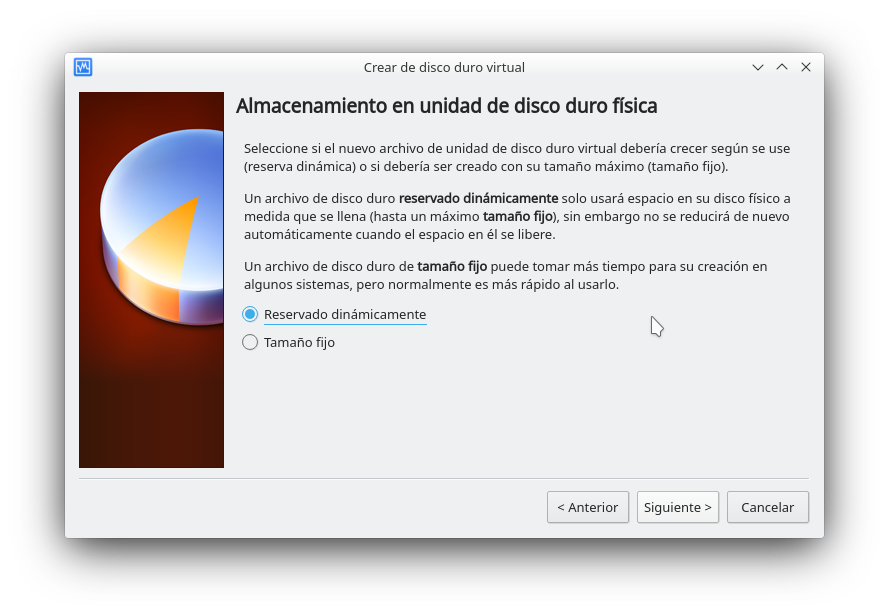 Crear de disco duro virtual
Almacenamiento en unidad de disco duro física
Seleccione si el nuevo archivo de unidad de disco duro virtual debería crecer según se use
(reserva dinámica) o si debería ser creado con su tamaño máximo (tamaño fijo).
Un archivo de disco duro reservado dinámicamente solo usará espacio en su disco físico a
medida que se llena (hasta un máximo tamaño fijo), sin embargo no se reducirá de nuevo
automáticamente cuando el espacio en él se libere.
Un archivo de disco duro de tamaño fijo puede tomar más tiempo para su creación en
algunos sistemas, pero normalmente es más rápido al usarlo.
Reservado dinámicamente
Tamaño fijo
< Anterior
Siguiente >
Cancelar